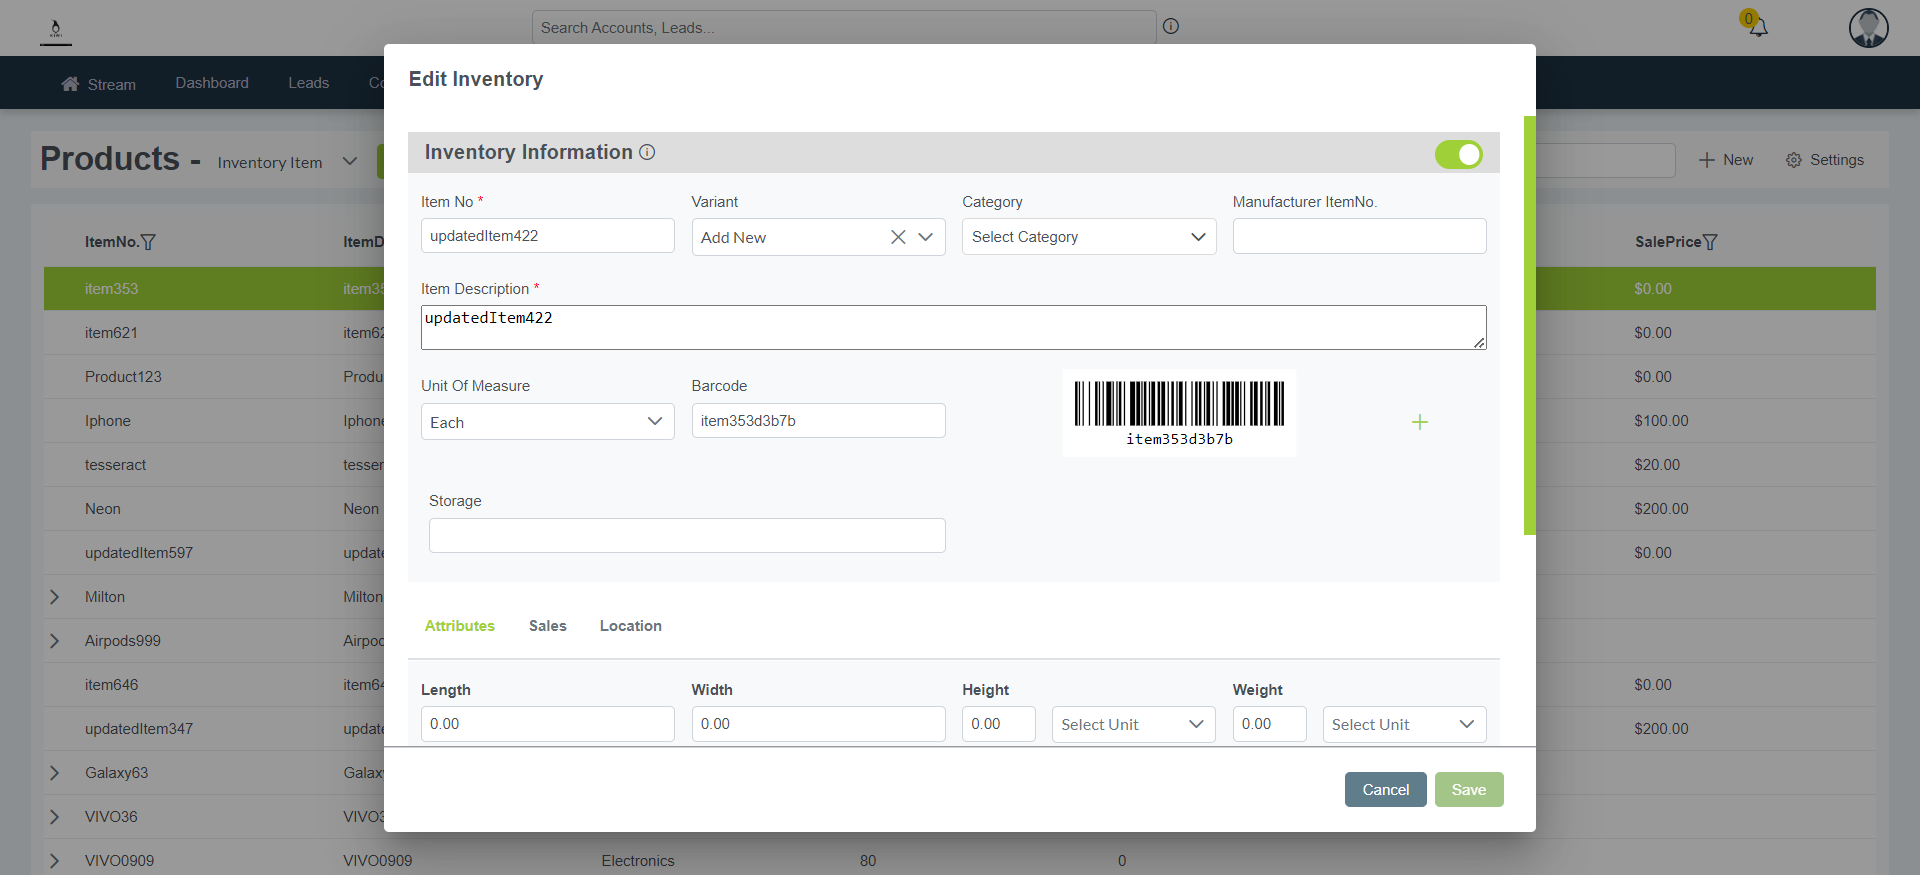 KIWI
Search Accounts, Leads...
0
Stream
Dashboard
Leads
Co
Edit Inventory
Products -
Inventory Item
New
Settings
Inventory Information
Item No *
Variant
Category
Manufacturer ItemNo.
updatedItem422
Add New
Select Category
Item Description *
updatedItem422
Unit Of Measure
Barcode
Each
item353d3b7b
item353d3b7b
Storage
Attributes
Sales
Location
Length
Width
Height
Weight
0.00
0.00
0.00
Select Unit
0.00
Select Unit
Cancel
Save
ItemNo.
ItemD
SalePrice
item353
item35
$0.00
item621
item62
$0.00
Product123
Produ
$0.00
Iphone
Iphone
$100.00
tesseract
tesser
$20.00
Neon
Neon
$200.00
updatedItem597
update
$0.00
Milton
Milton
Airpods999
Airpod
item646
item64
$0.00
updatedItem347
update
$200.00
Galaxy63
Galaxy
VIVO36
VIVO3
VIVO0909
VIVO0909
Electronics
80
0